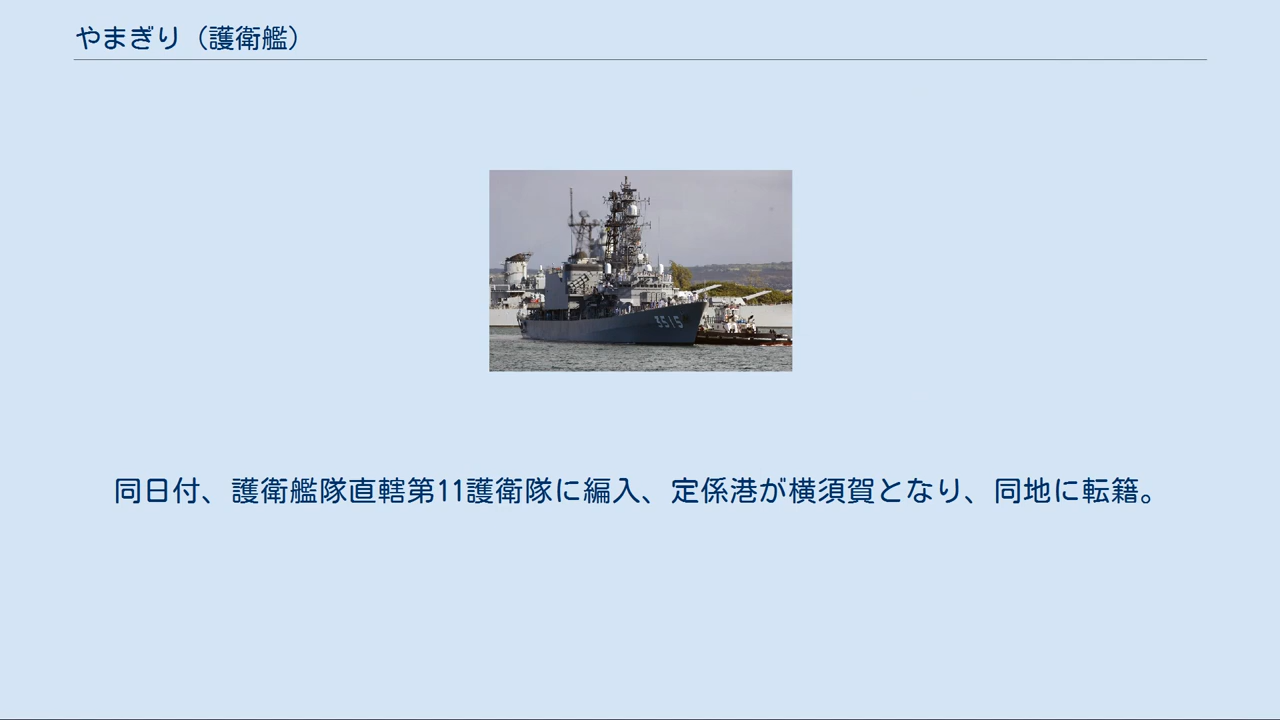 やまぎり（護衛艦）
3515
同日付、護衛艦隊直轄第11護衛隊に編入、定係港が横須賀となり、同地に転籍。